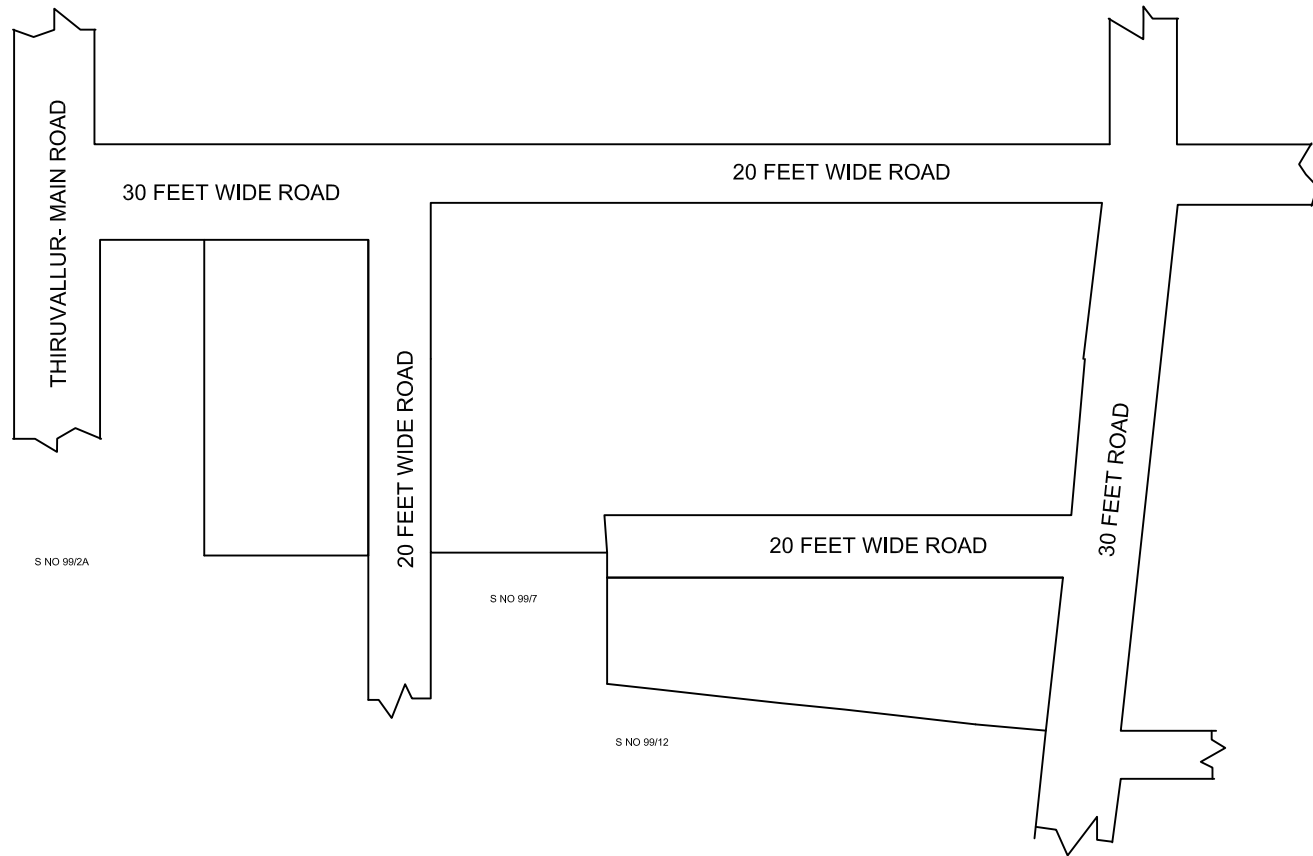 THIRUVALLUR- MAIN ROAD
30 FEET WIDE ROAD
20 FEET WIDE ROAD
20 FEET WIDE ROAD
30 FEET ROAD
20 FEET WIDE ROAD
S NO 99/2A
S NO 99/7
S NO 99/12